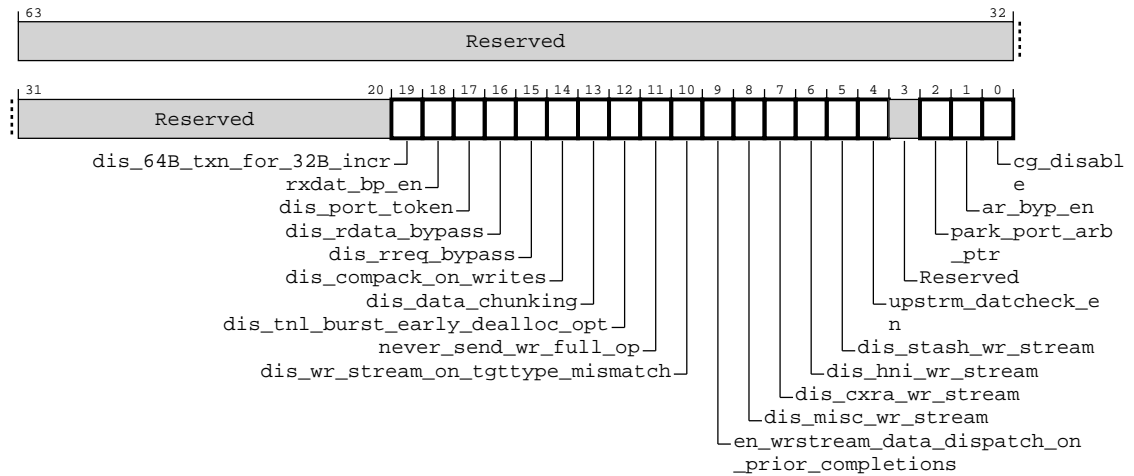 63 32
Reserved
31 20 19 18 17 16 15 14 13 12 11 10 9 8 7 6 5 4 3 2 1 0
Reserved
dis_64B_txn_for_32B_incr cg_disabl
e
rxdat_bp_en
dis_port_token ar_byp_en
dis_rdata_bypass park_port_arb
_ptr
dis_rreq_bypass
dis_compack_on_writes Reserved
dis_data_chunking upstrm_datcheck_e
n
dis_tnl_burst_early_dealloc_opt
never_send_wr_full_op dis_stash_wr_stream
dis_wr_stream_on_tgttype_mismatch dis_hni_wr_stream
dis_cxra_wr_stream
dis_misc_wr_stream
en_wrstream_data_dispatch_on
_prior_completions